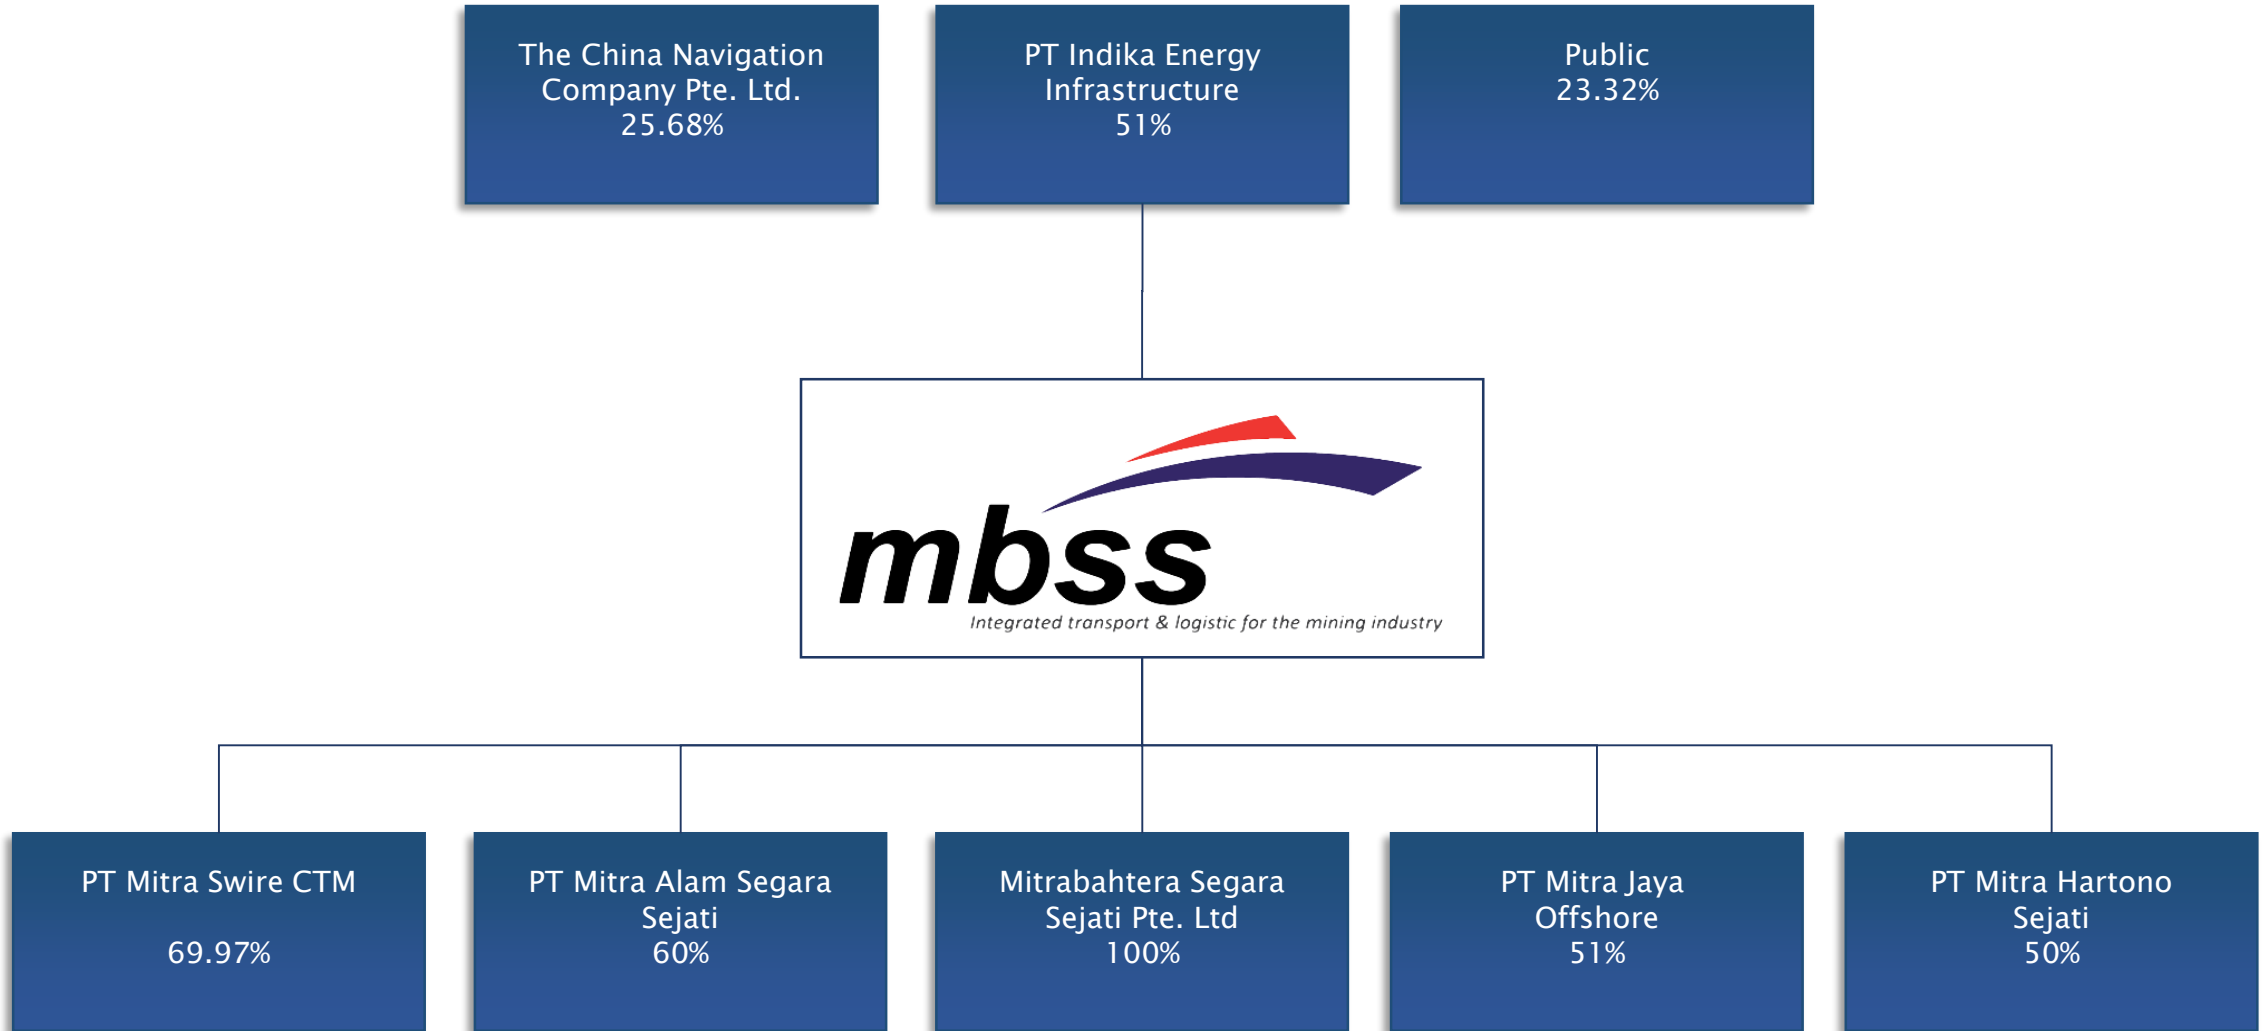 The China Navigation
Company Pte. Ltd.
25.68%
PT Indika Energy
Infrastructure
51%
Public
23.32%
mbss
Integrated transport & logistic for the mining industry
PT Mitra Swire CTM
69.97%
PT Mitra Alam Segara
Sejati
60%
Mitrabahtera Segara
Sejati Pte. Ltd
100%
PT Mitra Jaya
Offshore
51%
PT Mitra Hartono
Sejati
50%